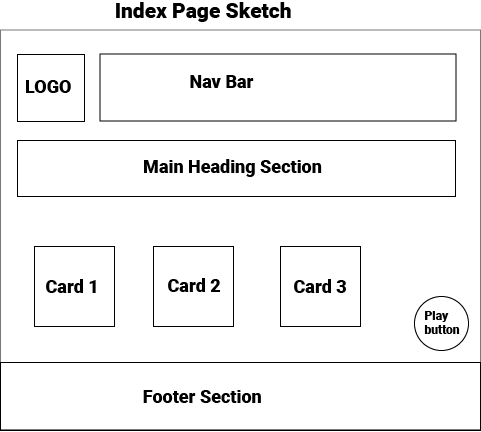 Index Page Sketch
LOGO
Nav Bar
Main Heading Section
Card 1
Card 2
Card 3
Play
button
Footer Section